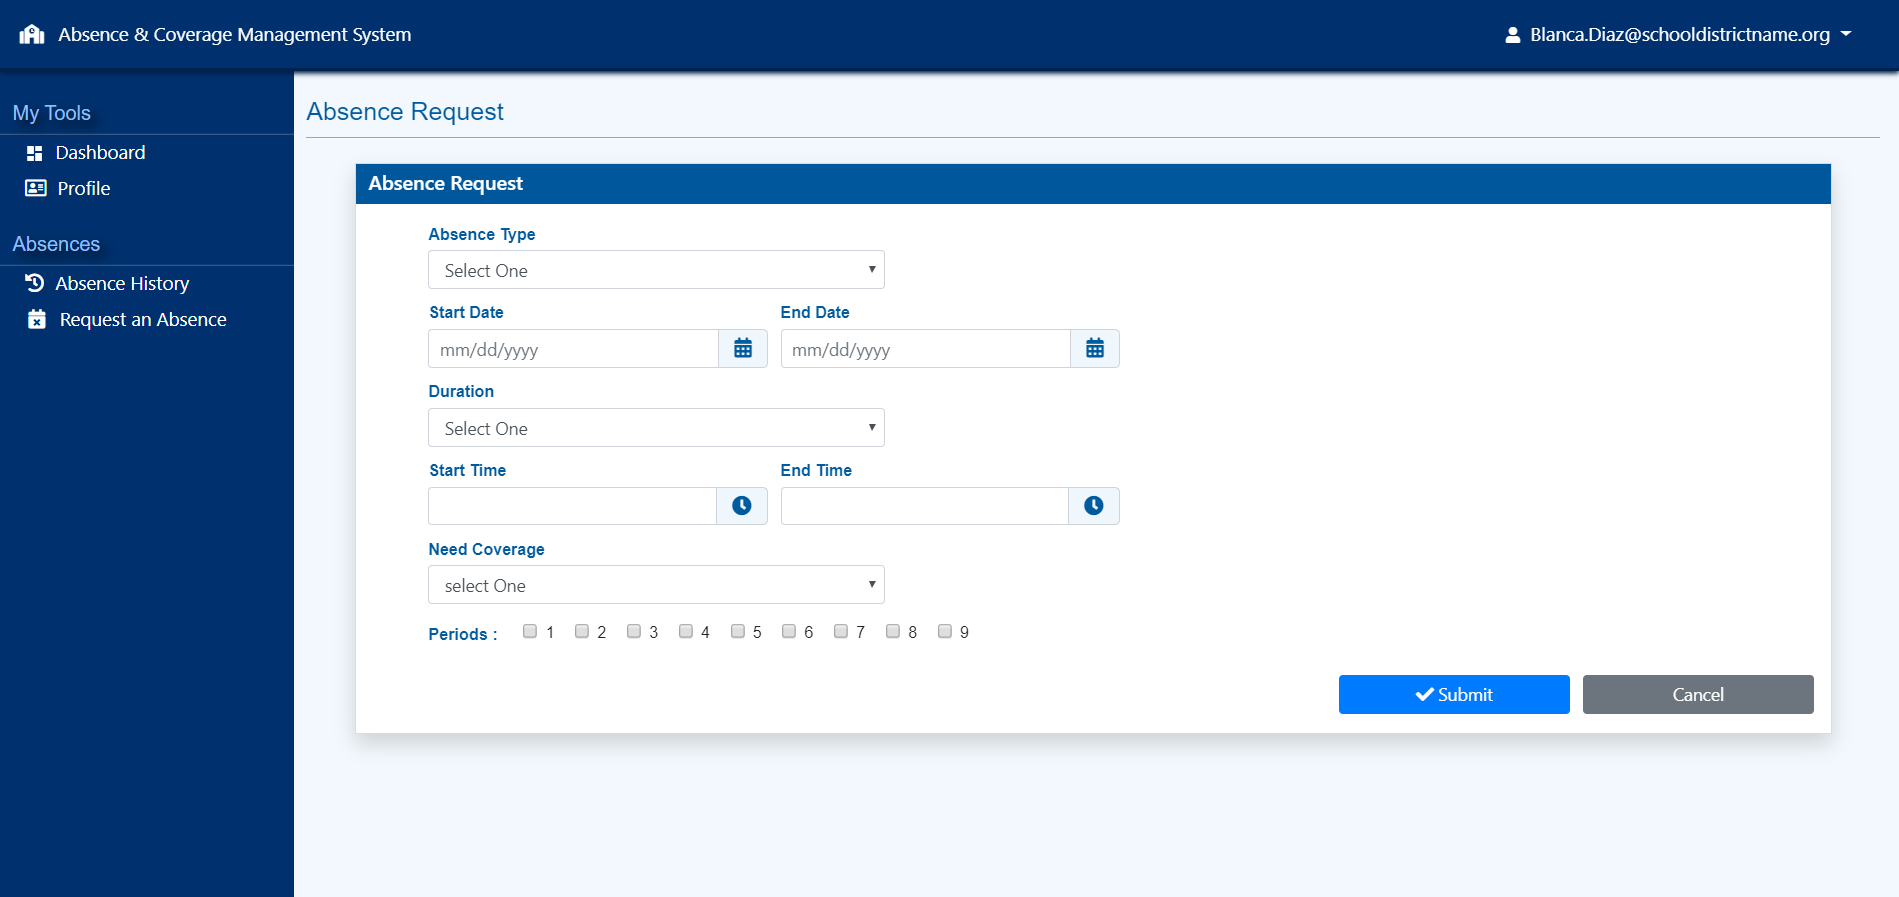 Absence & Coverage Management System
Blanca.Diaz@schooldistrictname.org
My Tools
Dashboard
Profile
Absences
Absence History
Request an Absence
Absence Request
Absence Request
Absence Type
Select One
Start Date End Date
mm/dd/yyyy mm/dd/yyyy
Duration
Select One
Start Time End Time
Need Coverage
select One
Periods : 1 2 3 4 5 6 7 8 9
Submit Cancel